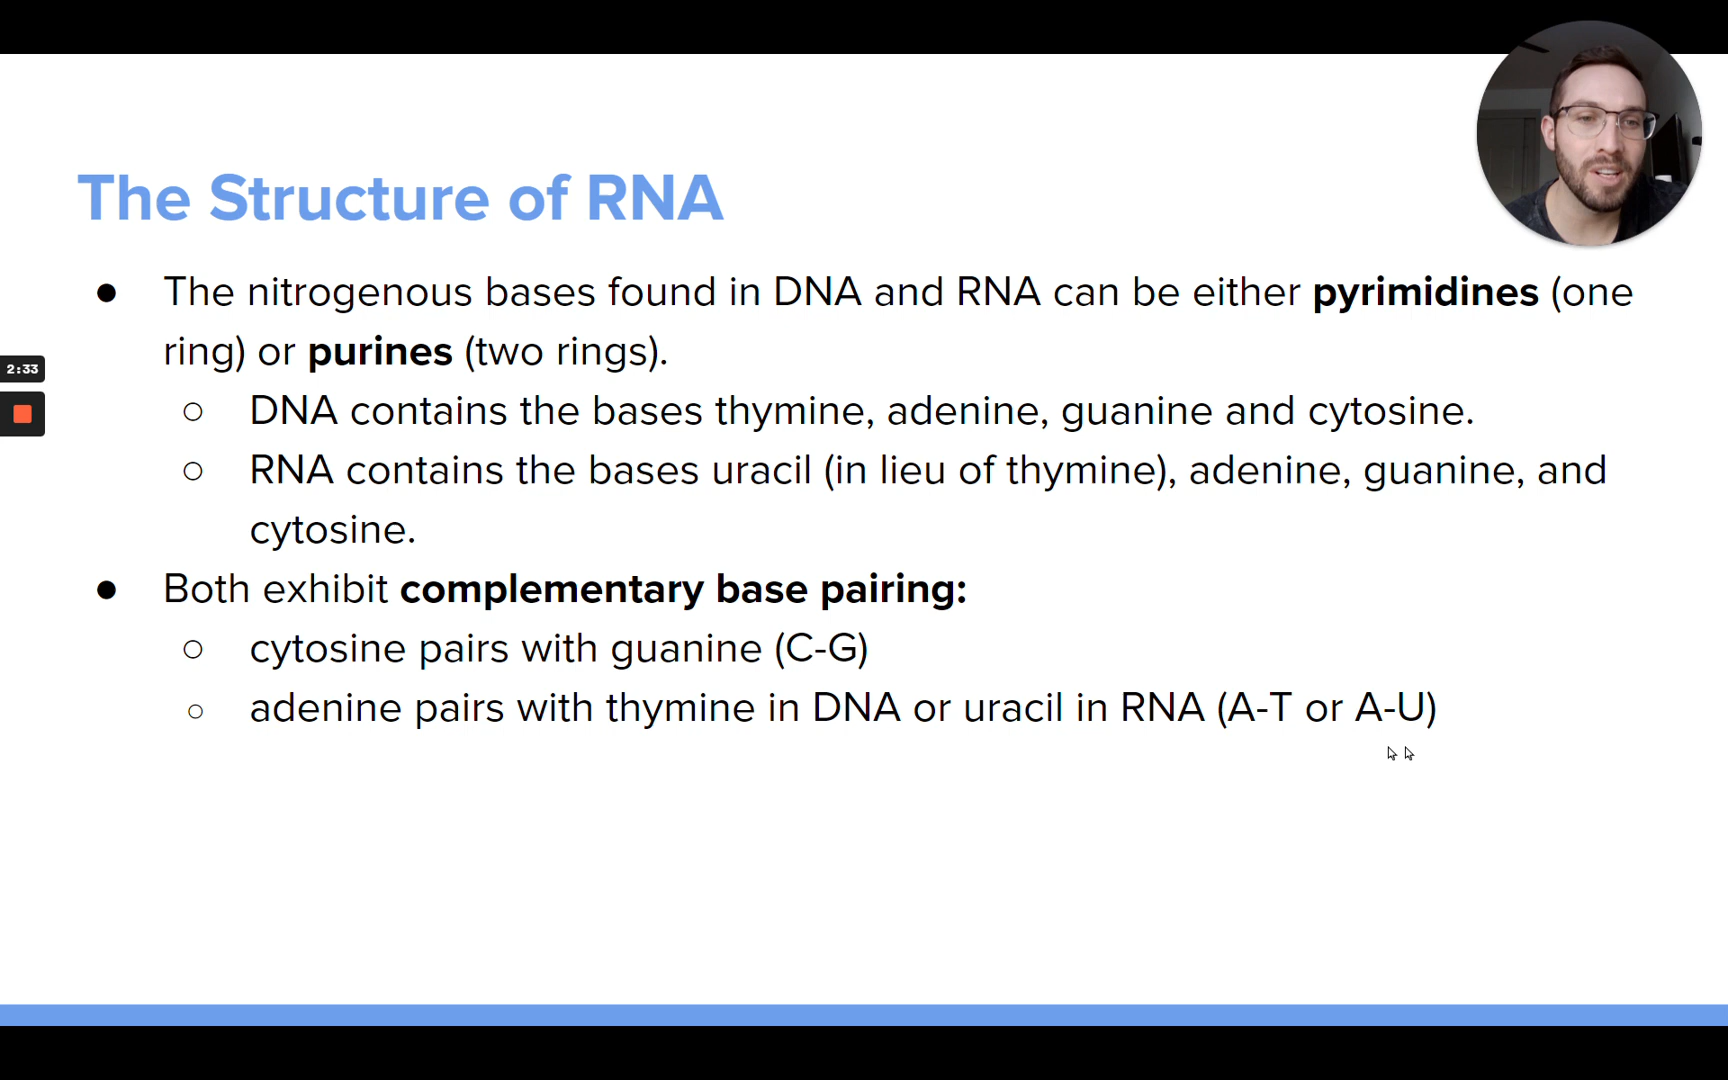 The Structure of RNA
● The nitrogenous bases found in DNA and RNA can be either pyrimidines (one
ring) or purines (two rings).
○ DNA contains the bases thymine, adenine, guanine and cytosine.
○ RNA contains the bases uracil (in lieu of thymine), adenine, guanine, and
cytosine.
● Both exhibit complementary base pairing:
○ cytosine pairs with guanine (C-G)
○ adenine pairs with thymine in DNA or uracil in RNA (A-T or A-U)
2:33